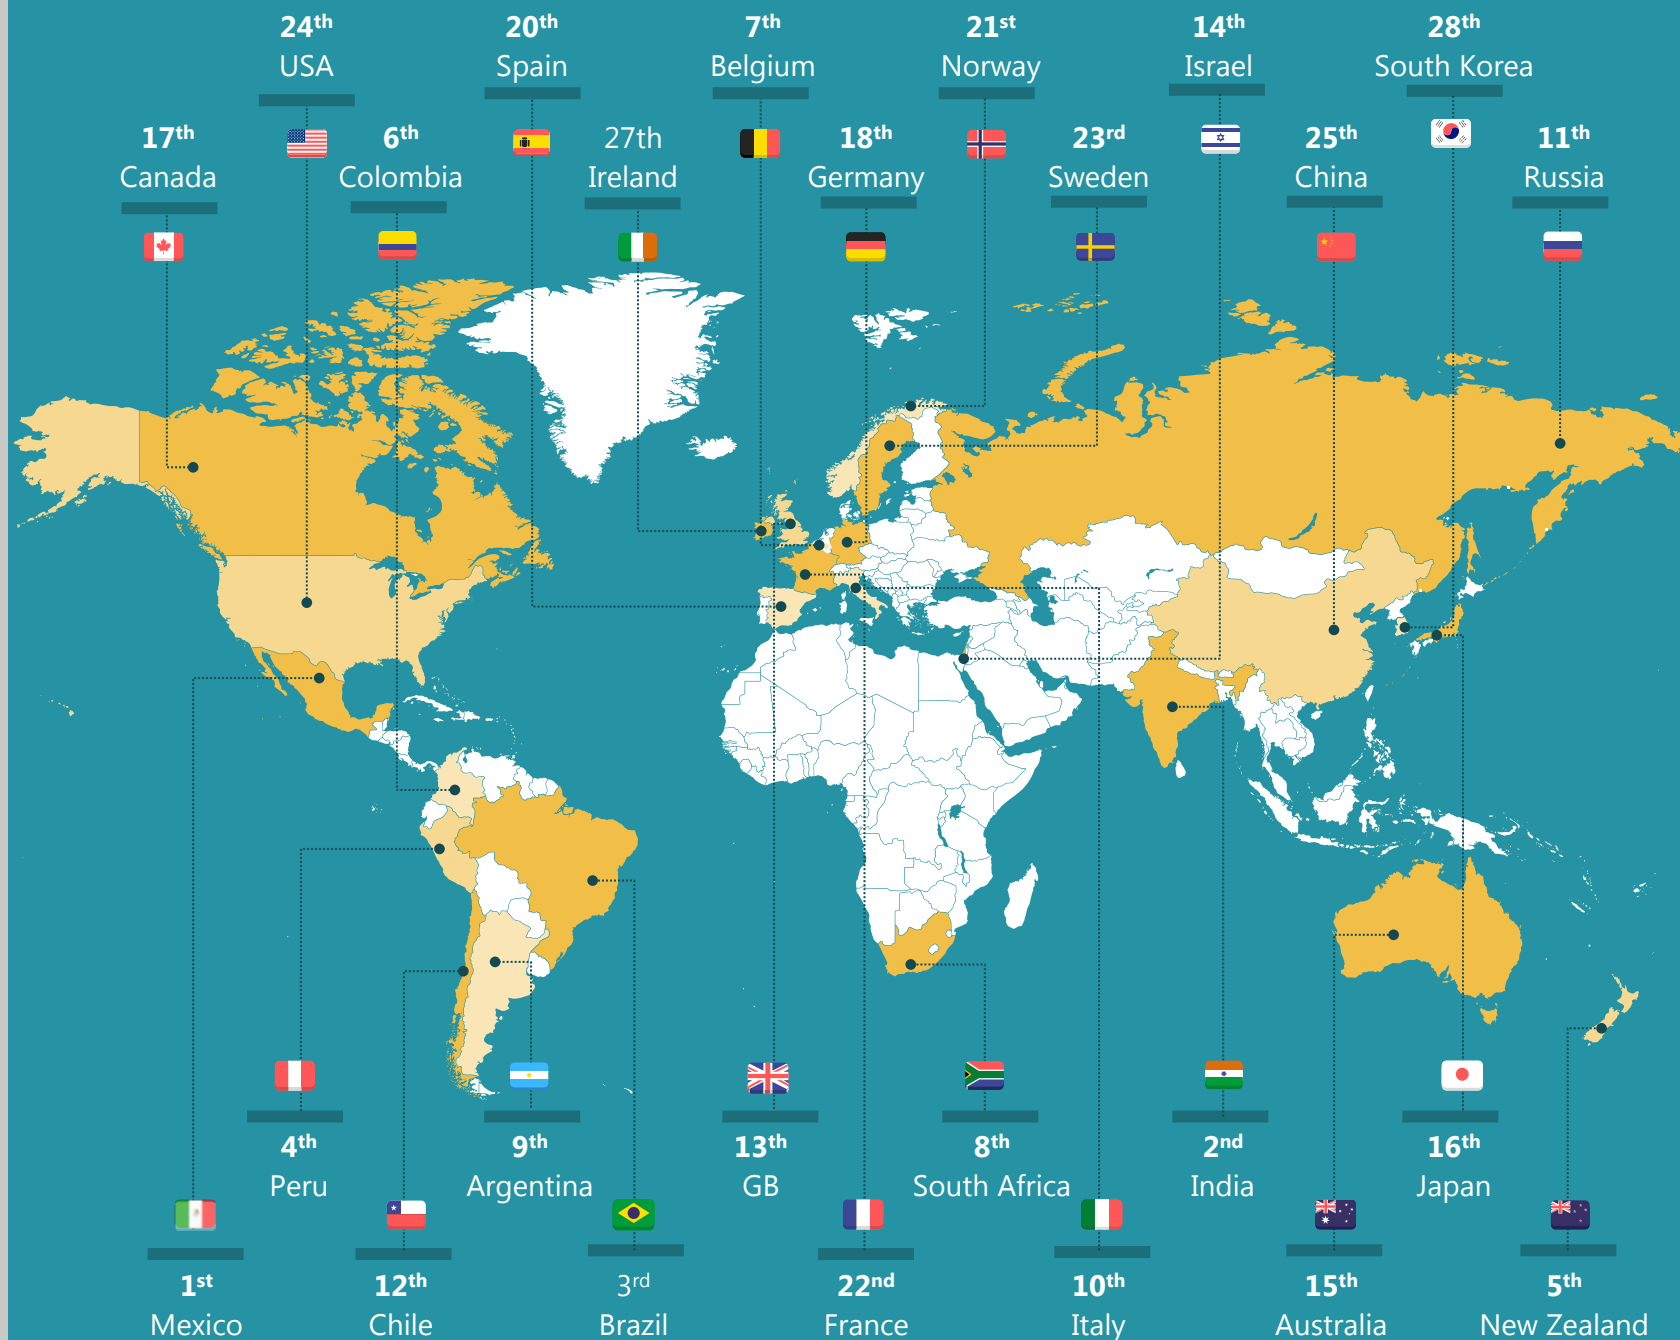 24th
USA
20th
Spain
7th
Belgium
21st
Norway
14th
Israel
28th
South Korea
17th
Canada
6th
Colombia
27th
Ireland
18th
Germany
23rd
Sweden
25th
China
11th
Russia
4th
Peru
9th
Argentina
13th
GB
8th
South Africa
2nd
India
16th
Japan
1st
Mexico
12th
Chile
3rd
Brazil
22nd
France
10th
Italy
15th
Australia
5th
New Zealand